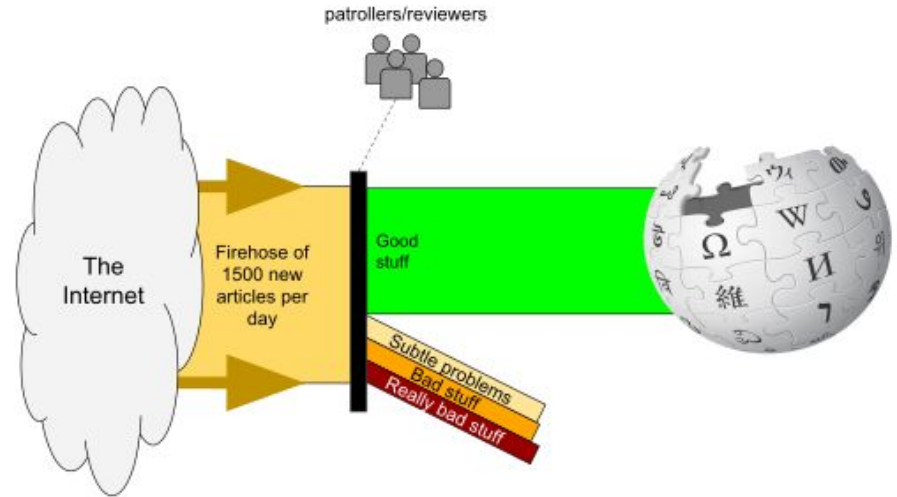 patrollers/reviewers
The
Internet
Firehose of
1500 new
articles per
day
Good
stuff
Subtle problems
Bad stuff
Really bad stuff
Ω
W
И
維
ウィ
7